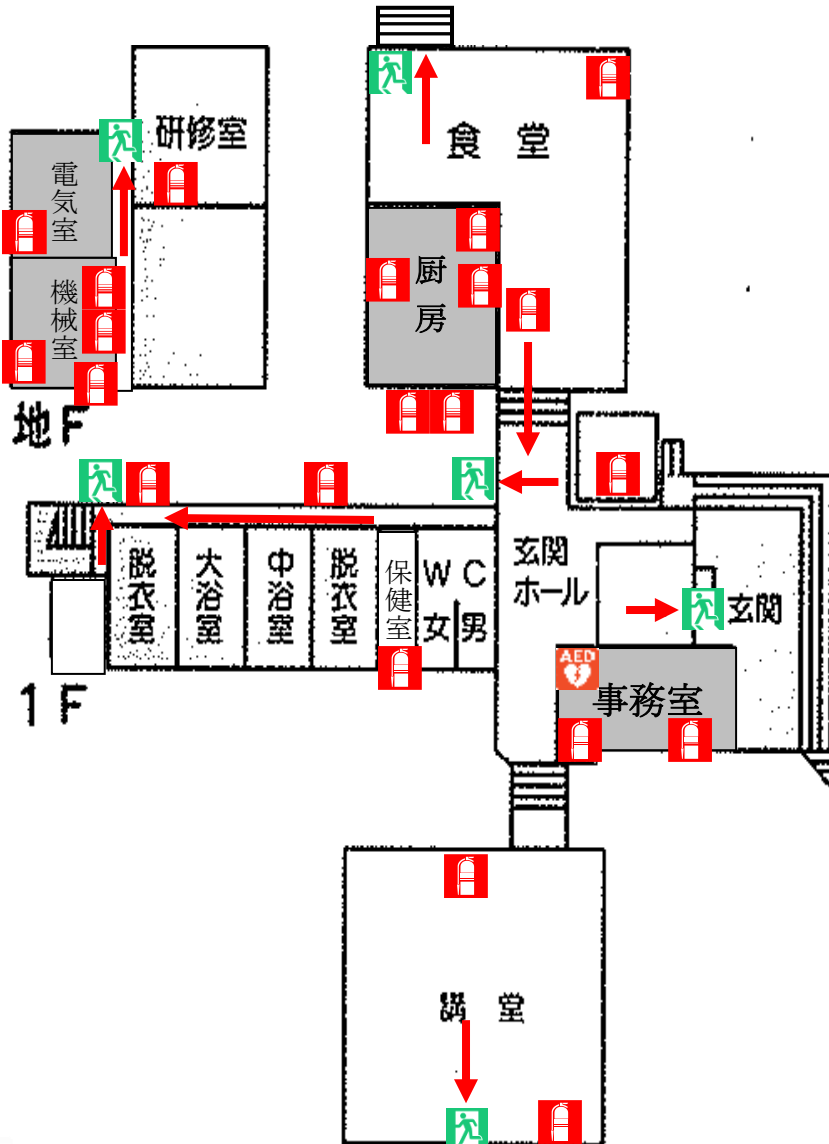 研修室
電気室
機械室
地F
食堂
厨房
脱衣室
大浴室
中浴室
脱衣室
保健室
WC
女
男
玄関
ホール
玄関
AED
事務室
1F
講堂